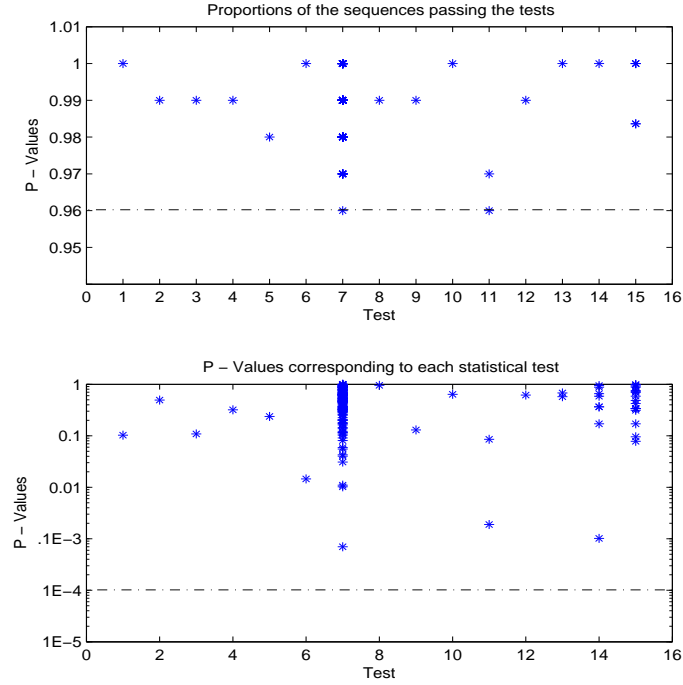 Proportions of the sequences passing the tests
1.01
1
0.99
0.98
0.97
0.96
0.95
P − Values
0 1 2 3 4 5 6 7 8 9 10 11 12 13 14 15 16
Test
P − Values corresponding to each statistical test
1
0.1
0.01
.1E−3
1E−4
1E−5
P − Values
0 2 4 6 8 10 12 14 16
Test